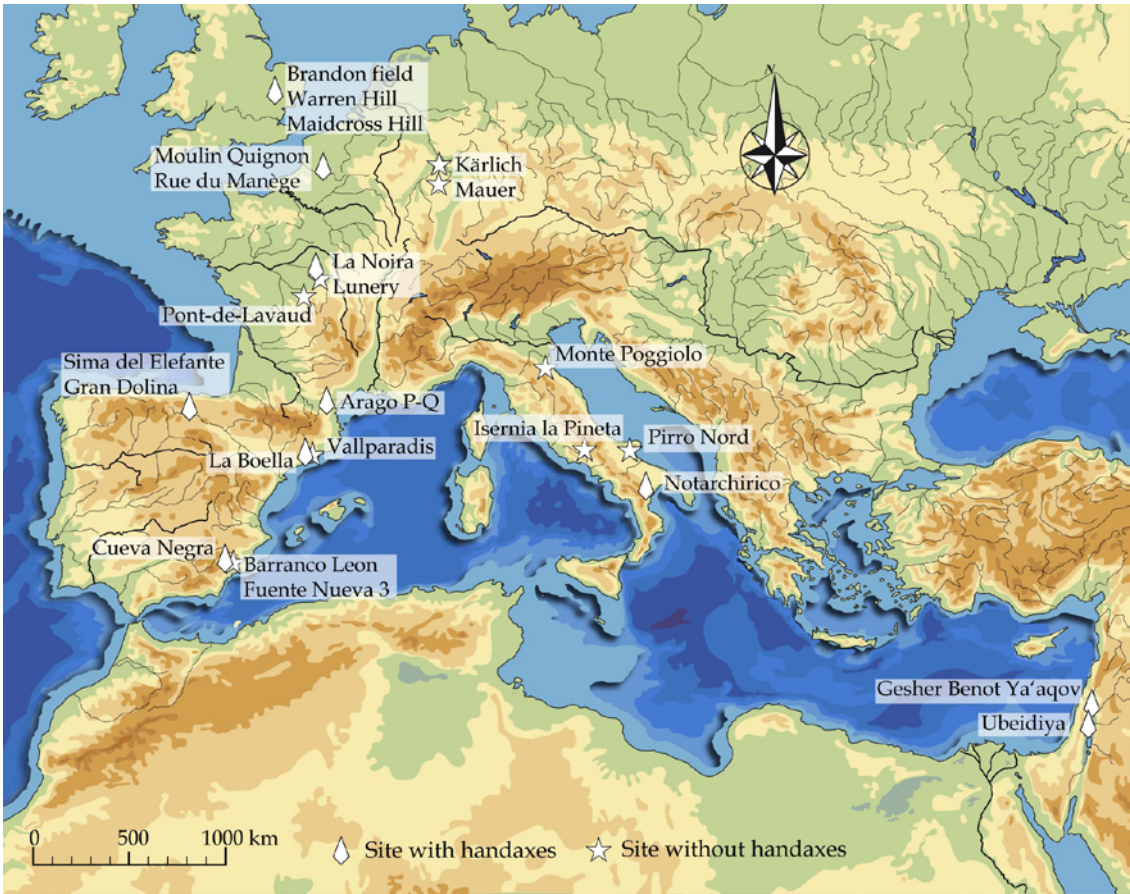 N
Brandon field
Warren Hill
Maidcross Hill
Moulin Quignon
Rue du Manège
Kärlich
Mauer
La Noira
Lunery
Pont-de-Lavaud
Sima del Elefante
Gran Dolina
Monte Poggiolo
Arago P-Q
Isernia la Pineta
Pirro Nord
Vallparadis
La Boella
Notarchirico
Cueva Negra
Barranco Leon
Fuente Nueva 3
Gesher Benot Ya‘aqov
Ubeidiya
0 500 1000 km
Site with handaxes
Site without handaxes